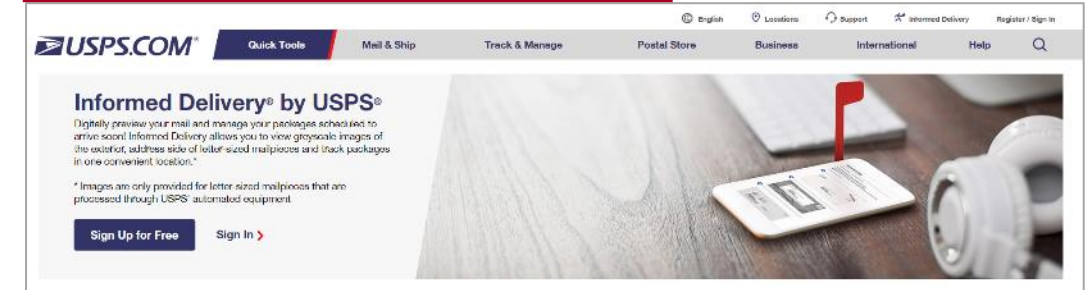 English Locations Support Informed Delivery Register / Sign In
USPS.COM® Quick Tools Mail & Ship Track & Manage Postal Store Business International Help
Informed Delivery® by USPS®
Digitally preview your mail and manage your packages scheduled to
arrive soon! Informed Delivery allows you to view greyscale images of
the exterior, address side of letter-sized mailpieces and track packages
in one convenient location.*
* Images are only provided for letter-sized mailpieces that are
processed through USPS' automated equipment
Sign Up for Free Sign In >